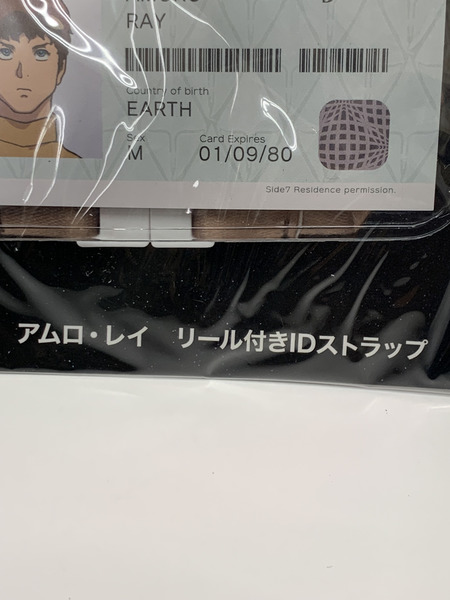 RAY
Country of birth
EARTH
Sex Card Expires
M 01/09/80
Side7 Residence permission.
アムロ・レイ リール付きIDストラップ